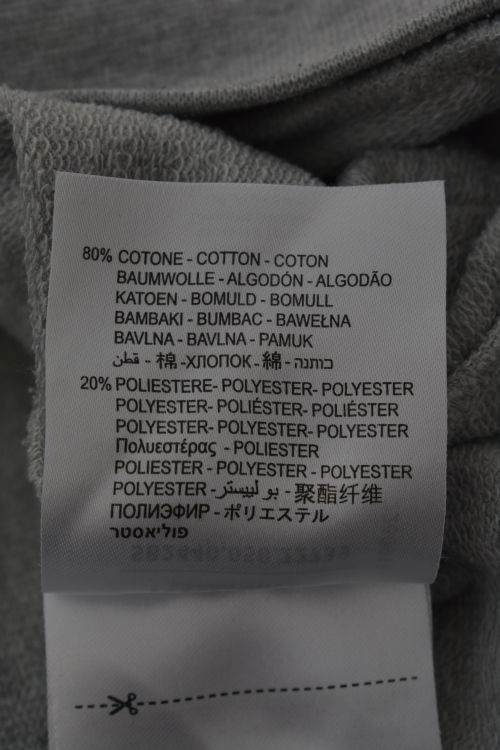 80% COTONE - COTTON - COTON
BAUMWOLLE - ALGODÓN - ALGODÃO
KATOEN - BOMULD - BOMULL
BAMBAKI - BUMBAC - BAWEŁNA
BAVLNA - BAVLNA - PAMUK
قطن - 棉 -ХЛОПОК - 綿 - כותנה
20% POLIESTERE- POLYESTER- POLYESTER
POLYESTER- POLIÉSTER- POLIÉSTER
POLYESTER- POLYESTER- POLYESTER
Πολυεστέρας - POLIESTER
POLIESTER - POLYESTER - POLYESTER
POLYESTER - بو لييستر - 聚酯纤维
ПОЛИЭФИР - ポリエステル
פוליאסטר